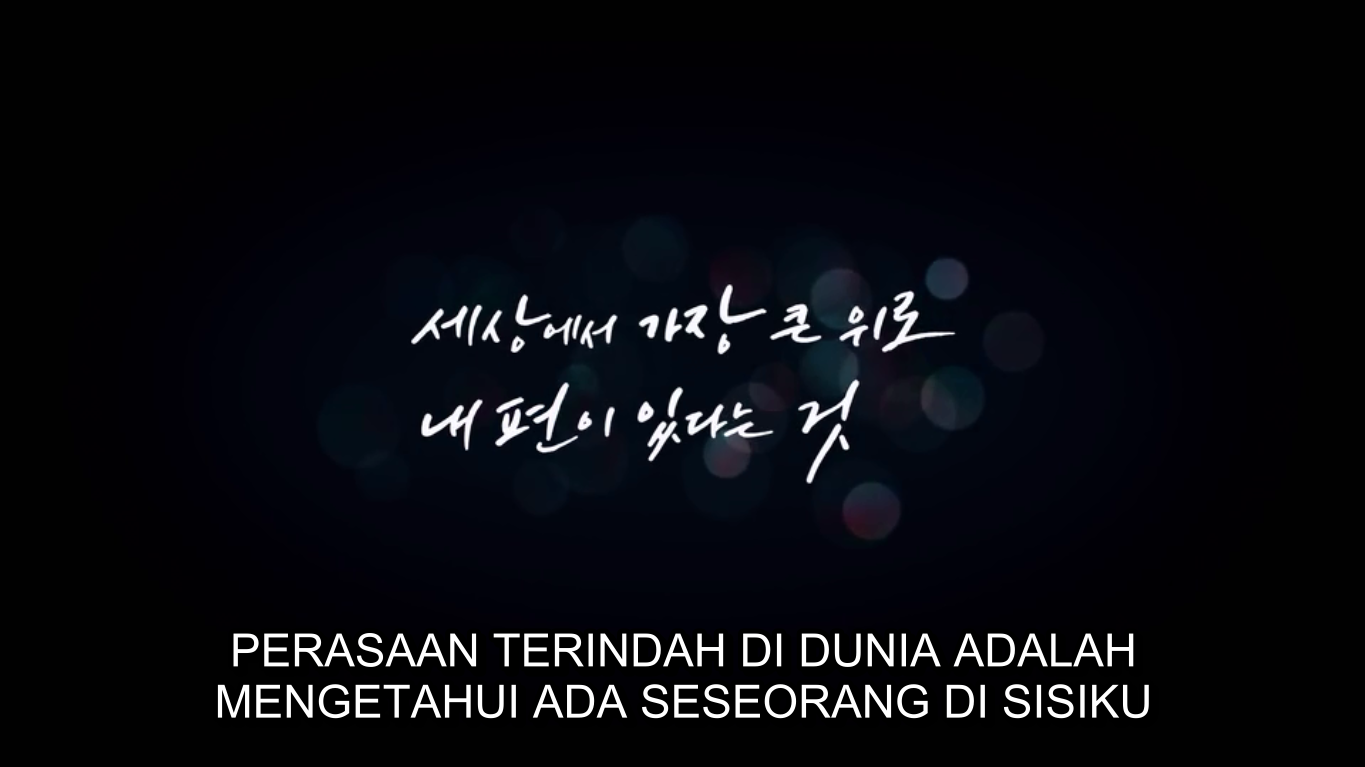 세상에서 가장 큰 위로
내 편이 있다는 것
PERASAAN TERINDAH DI DUNIA ADALAH
MENGETAHUI ADA SESEORANG DI SISIKU